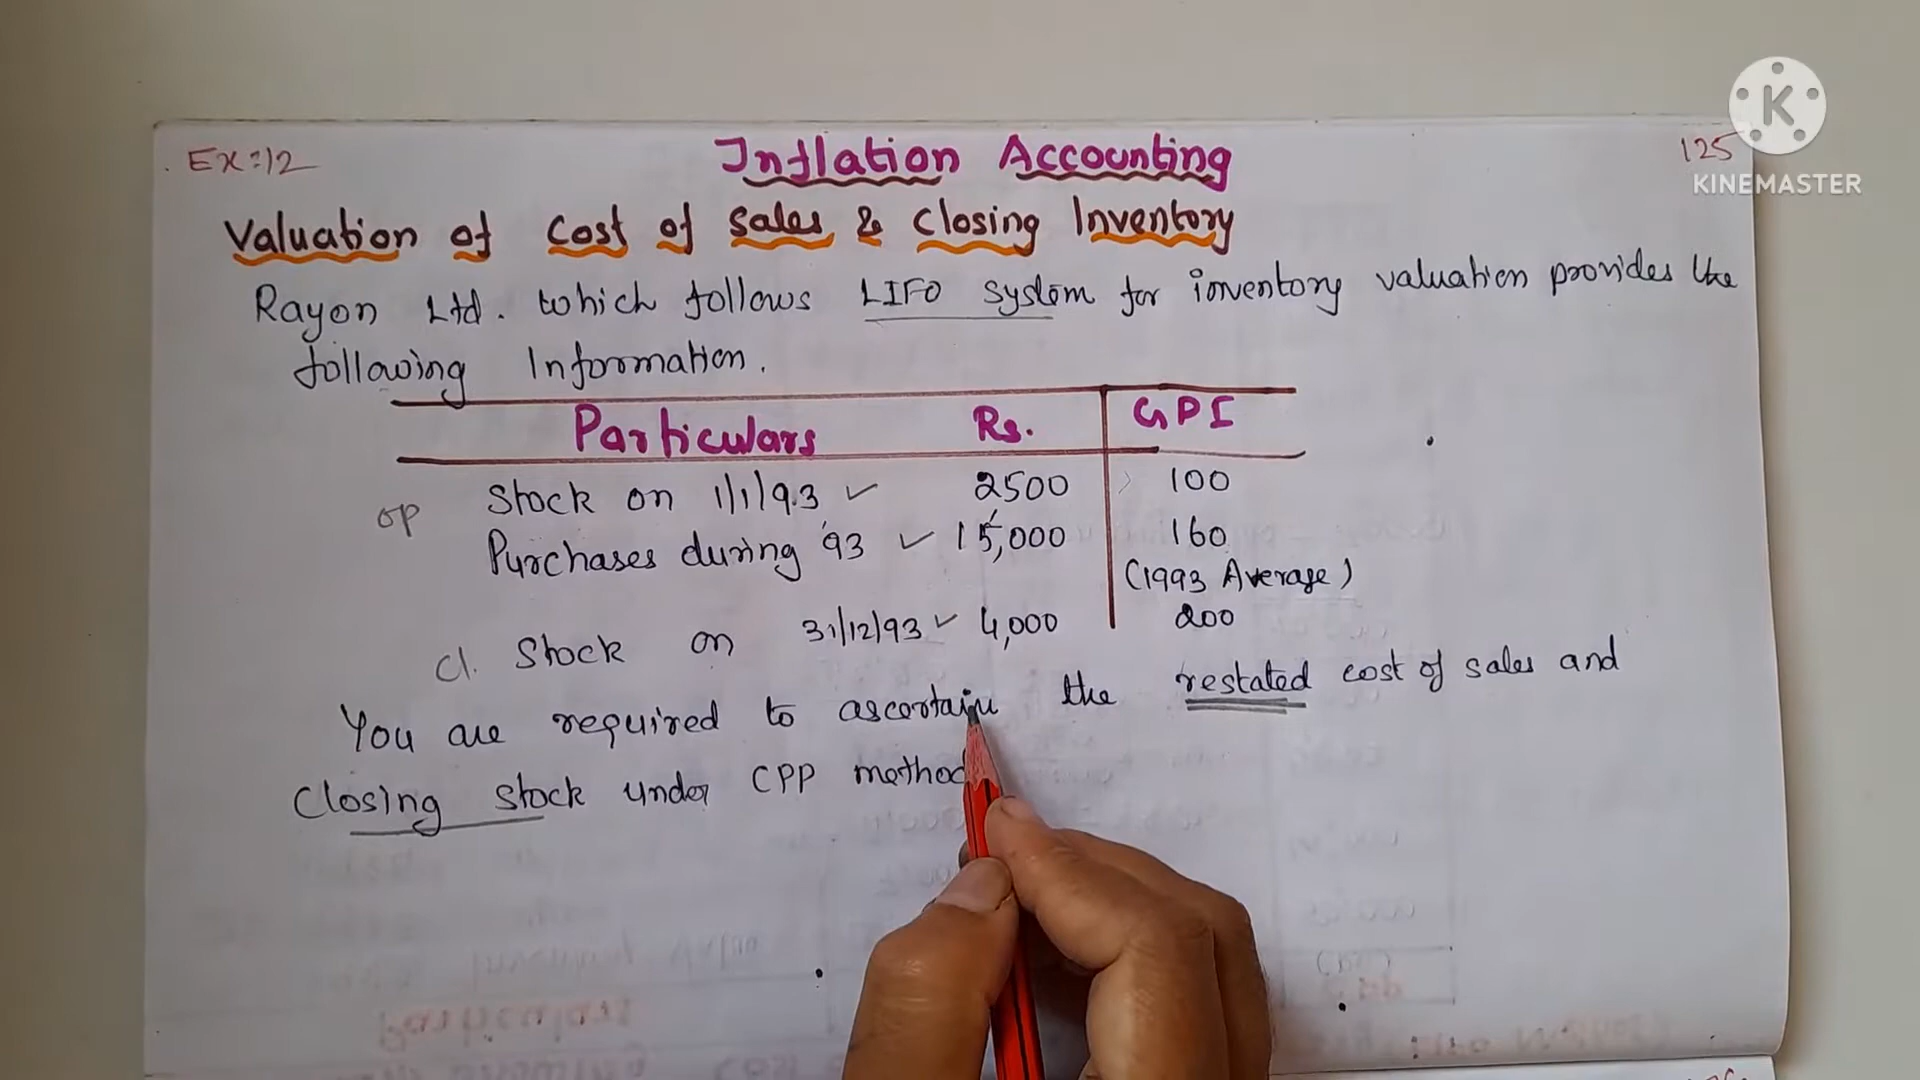 Ex:12
Inflation Accounting
125
KINEMASTER
Valuation of Cost of Sales & Closing Inventory
Rayon Ltd. which follows LIFO system for inventory valuation provides the
following Information.
Particulars Rs. GPI
op Stock on 1/1/93 ✓ 2500 100
Purchases during '93 ✓ 15,000 160
(1993 Average)
Cl. Stock on 31/12/93 ✓ 4,000 200
You are required to ascertain the restated cost of sales and
Closing stock under CPP method